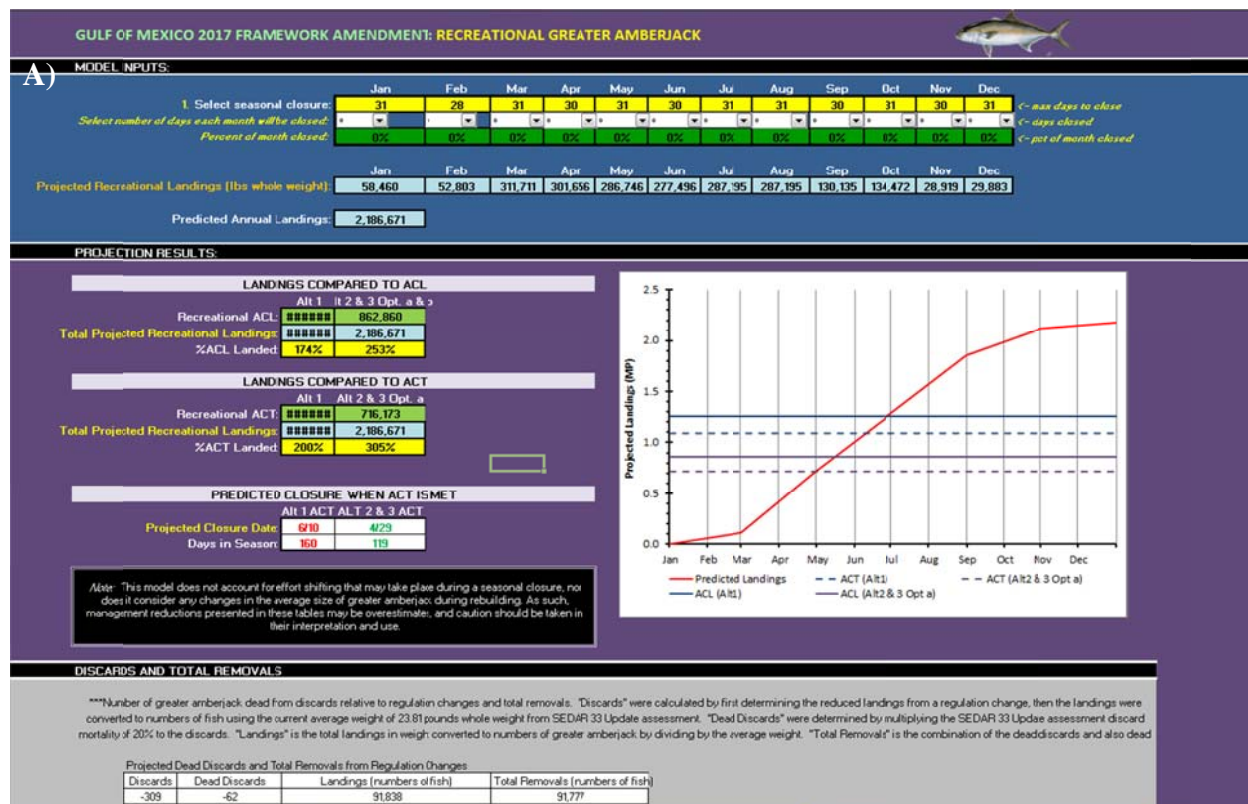 GULF OF MEXICO 2017 FRAMEWORK AMENDMENT: RECREATIONAL GREATER AMBERJACK
A)
MODEL INPUTS:
Jan Feb Mar Apr May Jun Jul Aug Sep Oct Nov Dec
1. Select seasonal closure: 31 28 31 30 31 30 31 31 30 31 30 31 <- max days to close
Select number of days each month will be closed: <- days closed
Percent of month closed: 0% 0% 0% 0% 0% 0% 0% 0% 0% 0% 0% 0% <- pct of month closed
Jan Feb Mar Apr May Jun Jul Aug Sep Oct Nov Dec
Projected Recreational Landings (lbs whole weight): 58,460 52,803 311,711 301,656 286,746 277,496 287,195 287,195 130,135 134,472 28,919 29,883
Predicted Annual Landings: 2,186,671
PROJECTION RESULTS:
LANDINGS COMPARED TO ACL
Alt 1 lt 2 & 3 Opt. a &
Recreational ACL: ###### 862,860
Total Projected Recreational Landings: ###### 2,186,671
%ACL Landed: 174% 253%
LANDINGS COMPARED TO ACT
Alt 1 Alt 2 & 3 Opt. a
Recreational ACT: ###### 716,173
Total Projected Recreational Landings: ###### 2,186,671
%ACT Landed: 200% 305%
PREDICTED CLOSURE WHEN ACT IS MET
Alt 1 ACT ALT 2 & 3 ACT
Projected Closure Date: 6/10 4/29
Days in Season: 160 119
Note: This model does not account for effort shifting that may take place during a seasonal closure, nor
does it consider any changes in the average size of greater amberjack during rebuilding. As such,
management reductions presented in these tables may be overestimates, and caution should be taken in
their interpretation and use.
Projected Landings (MP)
2.5
2.0
1.5
1.0
0.5
0.0
Jan Feb Mar Apr May Jun Jul Aug Sep Oct Nov Dec
Predicted Landings ACT (Alt1) ACT (Alt2 & 3 Opt a)
ACL (Alt1) ACL (Alt2 & 3 Opt a)
DISCARDS AND TOTAL REMOVALS
***Number of greater amberjack dead from discards relative to regulation changes and total removals. "Discards" were calculated by first determining the reduced landings from a regulation change, then the landings were
converted to numbers of fish using the current average weight of 23.81 pounds whole weight from SEDAR 33 Update assessment. "Dead Discards" were determined by multiplying the SEDAR 33 Updae assessment discard
mortality of 20% to the discards. "Landings" is the total landings in weigh converted to numbers of greater amberjack by dividing by the average weight. "Total Removals" is the combination of the deaddiscards and also dead
Projected Dead Discards and Total Removals from Regulation Changes
Discards Dead Discards Landings (numbers of fish) Total Removals (numbers of fish)
-309 -62 91,838 91,777